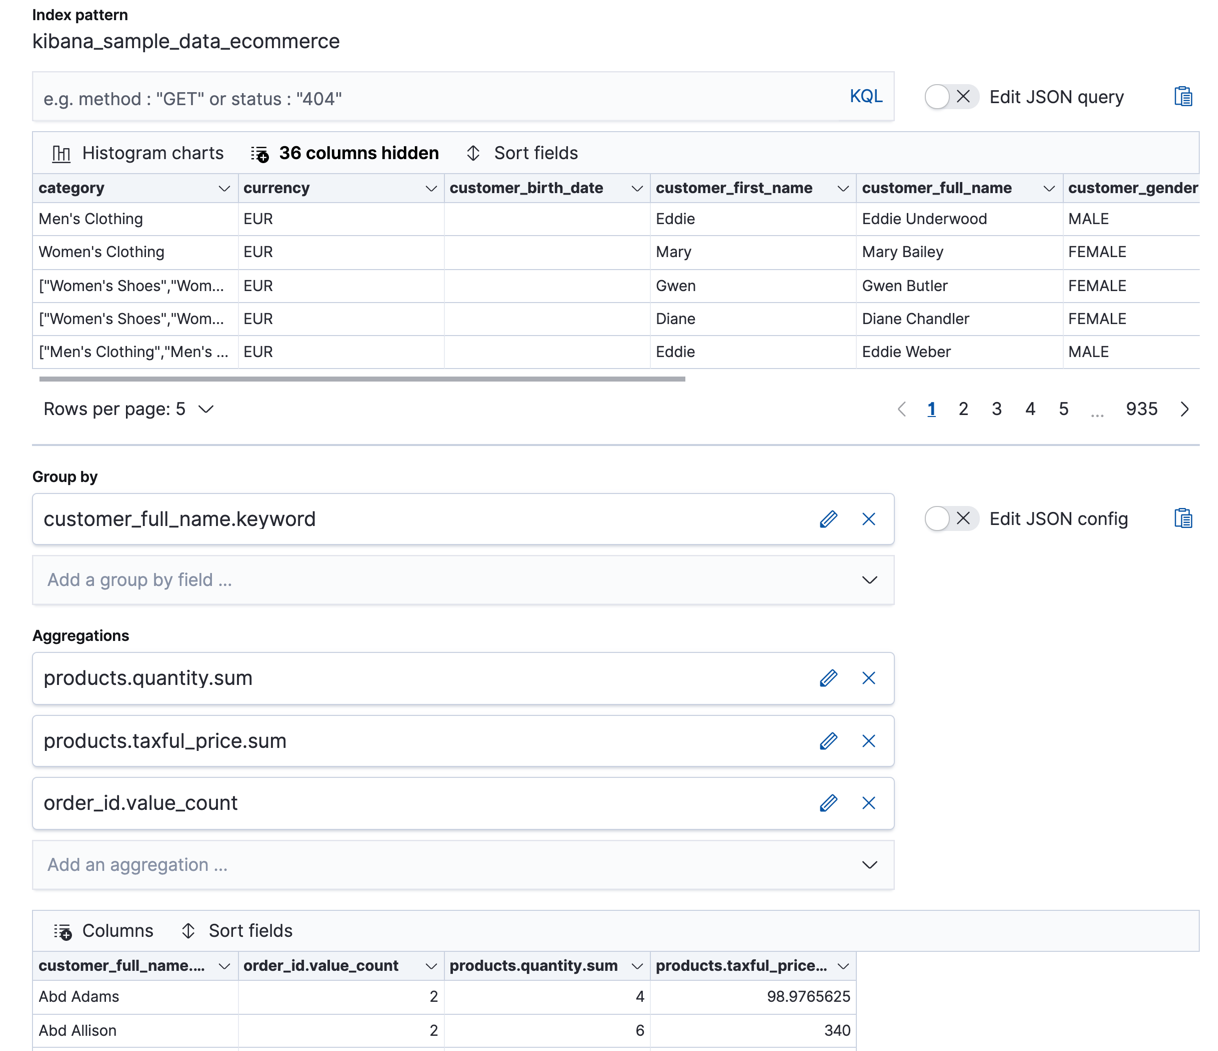 Index pattern
kibana_sample_data_ecommerce
e.g. method : "GET" or status : "404" KQL Edit JSON query
Histogram charts 36 columns hidden Sort fields
category currency customer_birth_date customer_first_name customer_full_name customer_gender
Men's Clothing EUR Eddie Eddie Underwood MALE
Women's Clothing EUR Mary Mary Bailey FEMALE
["Women's Shoes","Wom... EUR Gwen Gwen Butler FEMALE
["Women's Shoes","Wom... EUR Diane Diane Chandler FEMALE
["Men's Clothing","Men's ... EUR Eddie Eddie Weber MALE
Rows per page: 5 1 2 3 4 5 ... 935
Group by
customer_full_name.keyword Edit JSON config
Add a group by field ...
Aggregations
products.quantity.sum
products.taxful_price.sum
order_id.value_count
Add an aggregation ...
Columns Sort fields
customer_full_name.... order_id.value_count products.quantity.sum products.taxful_price...
Abd Adams 2 4 98.9765625
Abd Allison 2 6 340